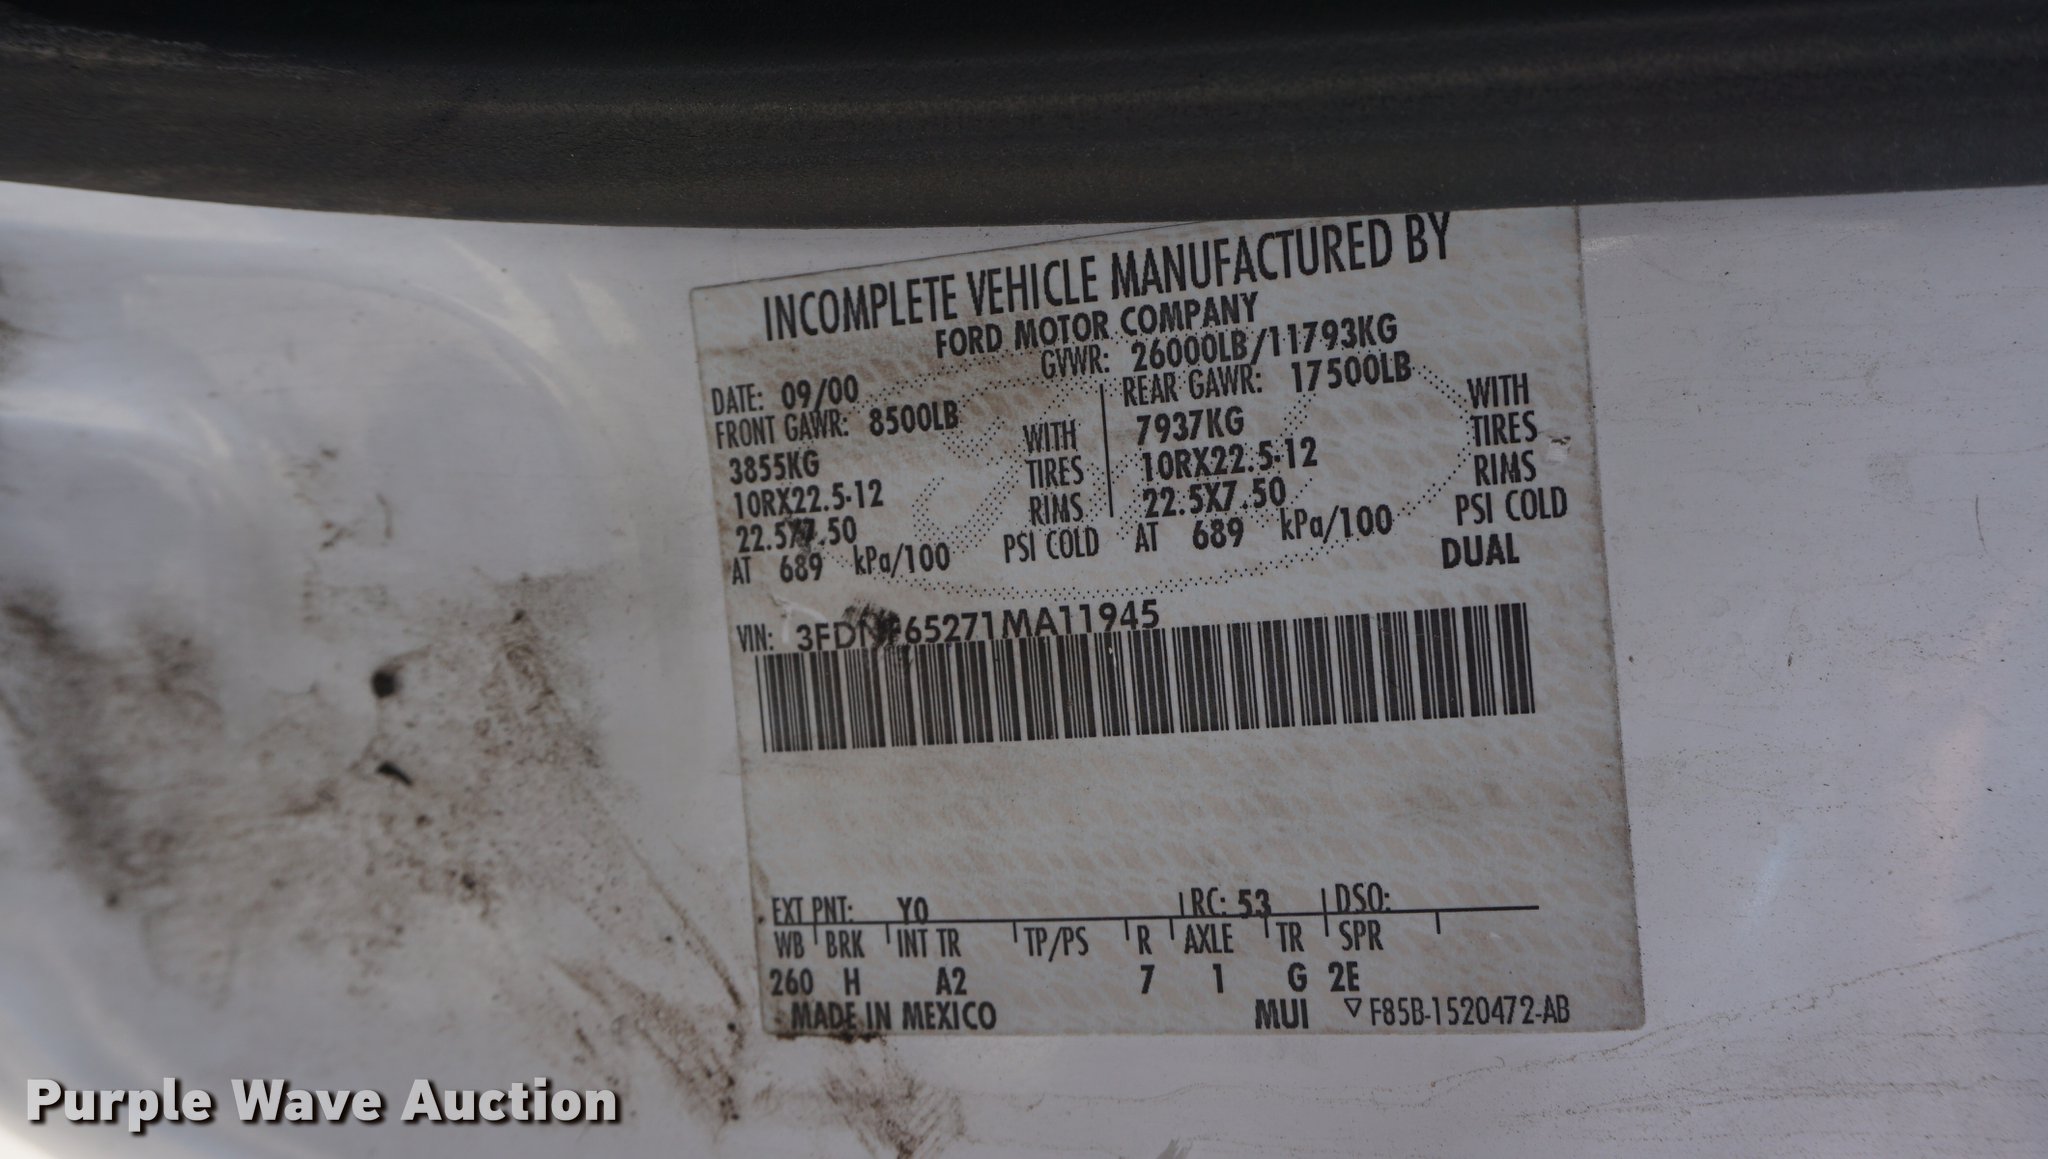 INCOMPLETE VEHICLE MANUFACTURED BY
FORD MOTOR COMPANY
DATE: 09/00 GVWR: 26000LB/11793KG
FRONT GAWR: 8500LB REAR GAWR: 17500LB
3855KG WITH 7937KG WITH
10RX22.5-12 TIRES 10RX22.5-12 TIRES
22.5X7.50 RIMS 22.5X7.50 RIMS
AT 689 kPa/100 PSI COLD AT 689 kPa/100 PSI COLD
DUAL
VIN: 3FDNF65271MA11945
EXT PNT: Y0 RC: 53 DSO:
WB BRK INT TR TP/PS R AXLE TR SPR
260 H A2 7 1 G 2E
MADE IN MEXICO MUI ▽ F85B-1520472-AB
Purple Wave Auction